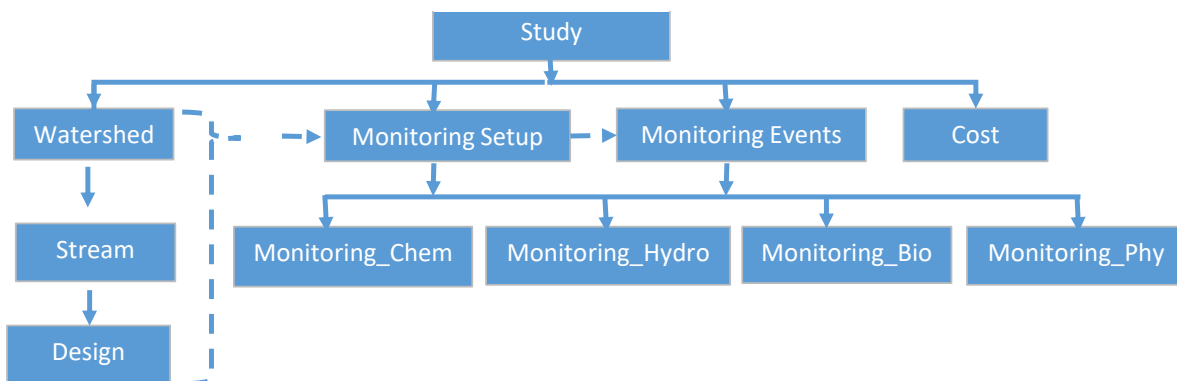 Study
Watershed
Monitoring Setup
Monitoring Events
Cost
Stream
Monitoring_Chem
Monitoring_Hydro
Monitoring_Bio
Monitoring_Phy
Design